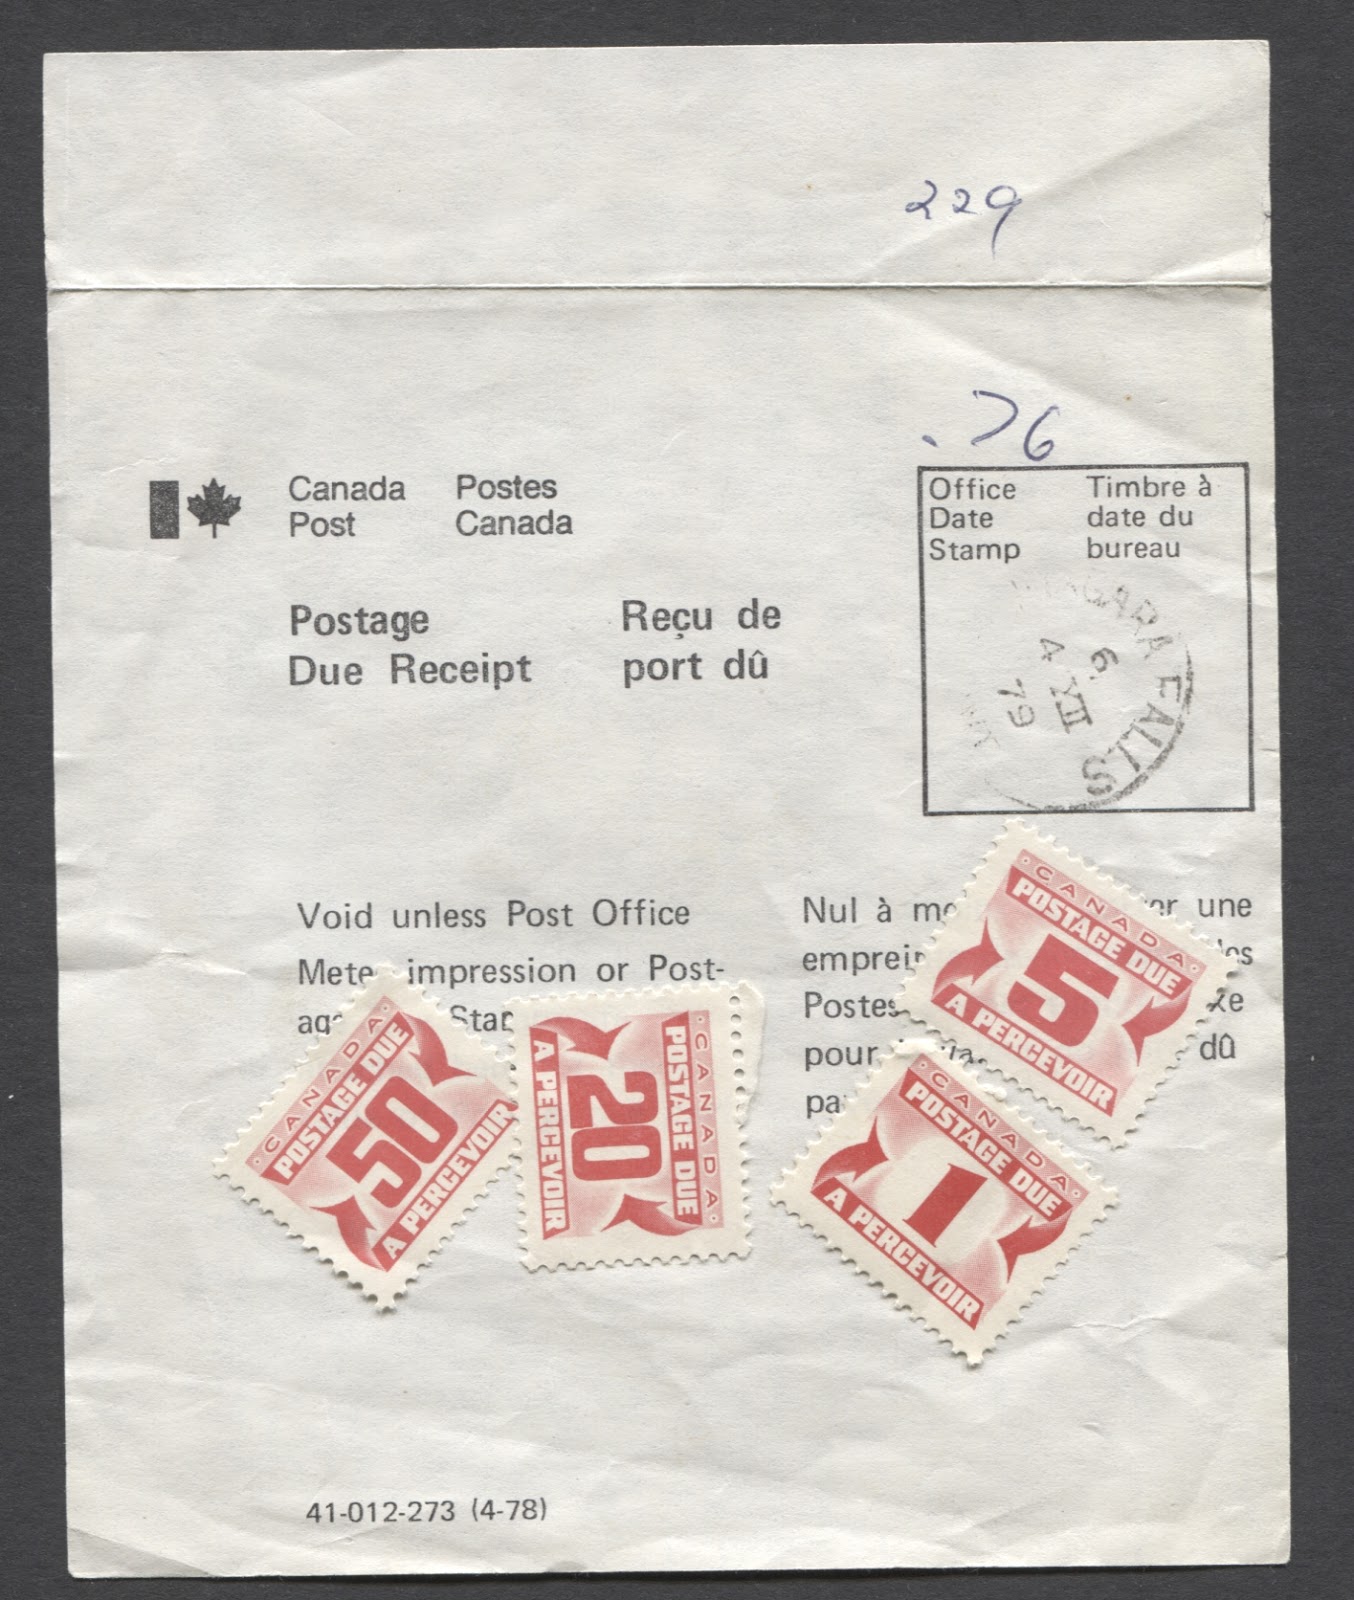 229
.76
Canada Post Postes Canada
Office Date Stamp Timbre à date du bureau
Postage Due Receipt Reçu de port dû
NIAGARA FALLS
6
4 VII
79
Void unless Post Office
Meter impression or Post-
Nul à
une
Postes
pour
dû
CANADA
POSTAGE DUE
5
A PERCEVOIR
CANADA
POSTAGE DUE
50
A PERCEVOIR
CANADA
POSTAGE DUE
20
A PERCEVOIR
CANADA
POSTAGE DUE
1
A PERCEVOIR
41-012-273 (4-78)